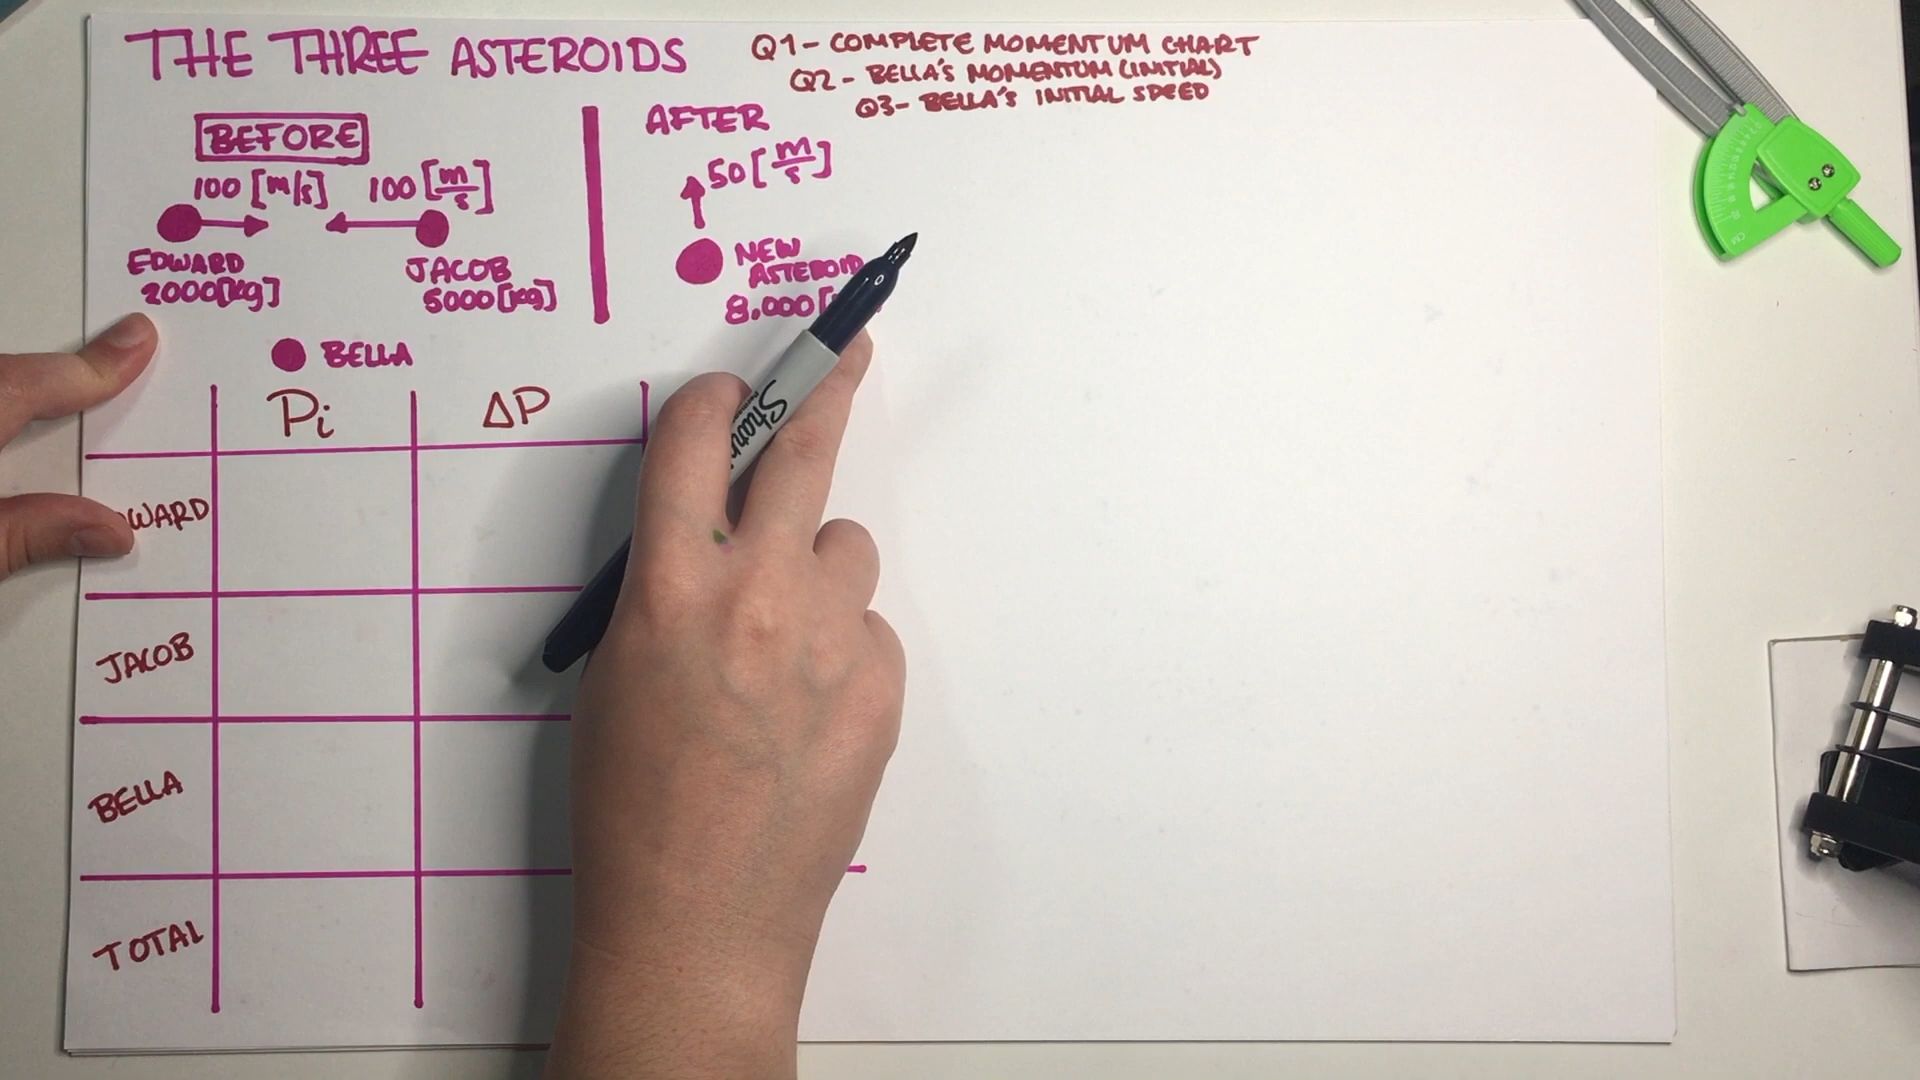 THE THREE ASTEROIDS
Q1- COMPLETE MOMENTUM CHART
Q2- BELLA'S MOMENTUM (INITIAL)
Q3- BELLA'S INITIAL SPEED
BEFORE
100 [m/s] 100 [m/s]
EDWARD
2000[kg]
JACOB
5000[kg]
BELLA
AFTER
50[m/s]
NEW
ASTEROID
8.000[
Pi ΔP
WARD
JACOB
BELLA
TOTAL